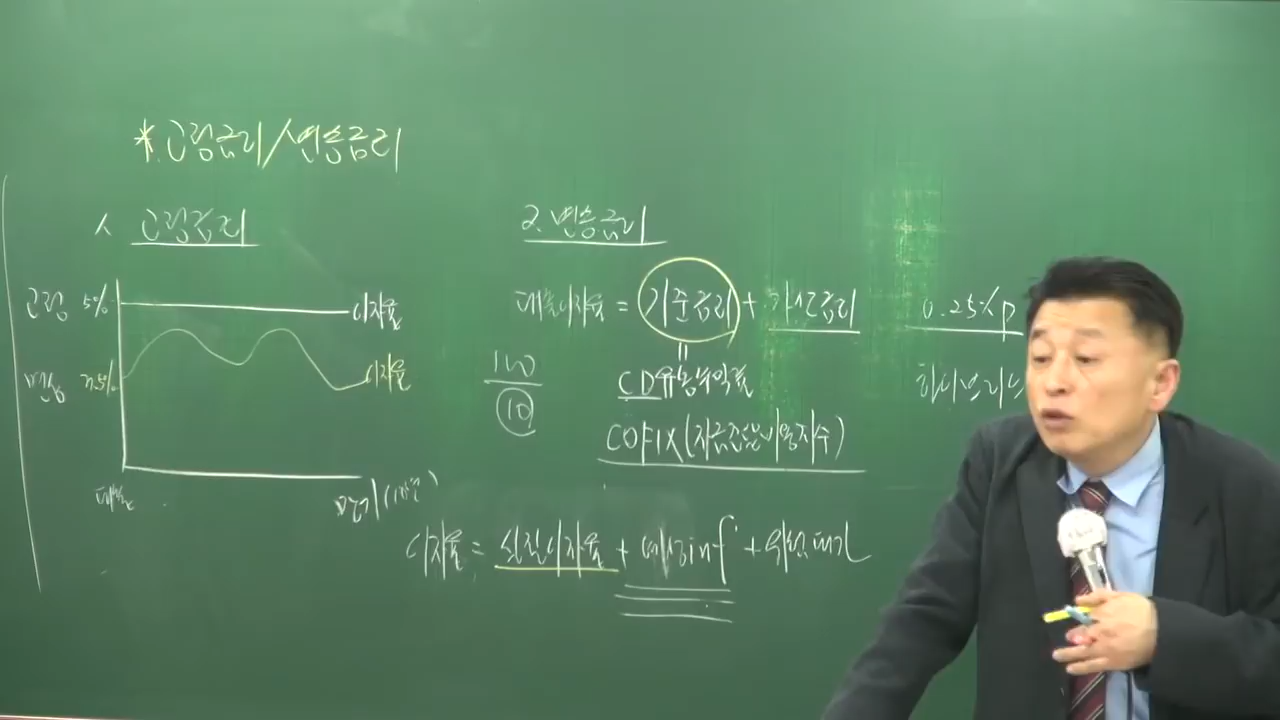 * 고정금리/변동금리
1. 고정금리
고정 5% 이자율
변동 3.5% 이자율
대출 만기
2. 변동금리
대출이자율 = 기준금리 + 가산금리
0.25%p
100
10
CD유통수익률
COFIX(자금조달비용지수)
이자율 = 실질이자율 + 예상inf + 위험대가